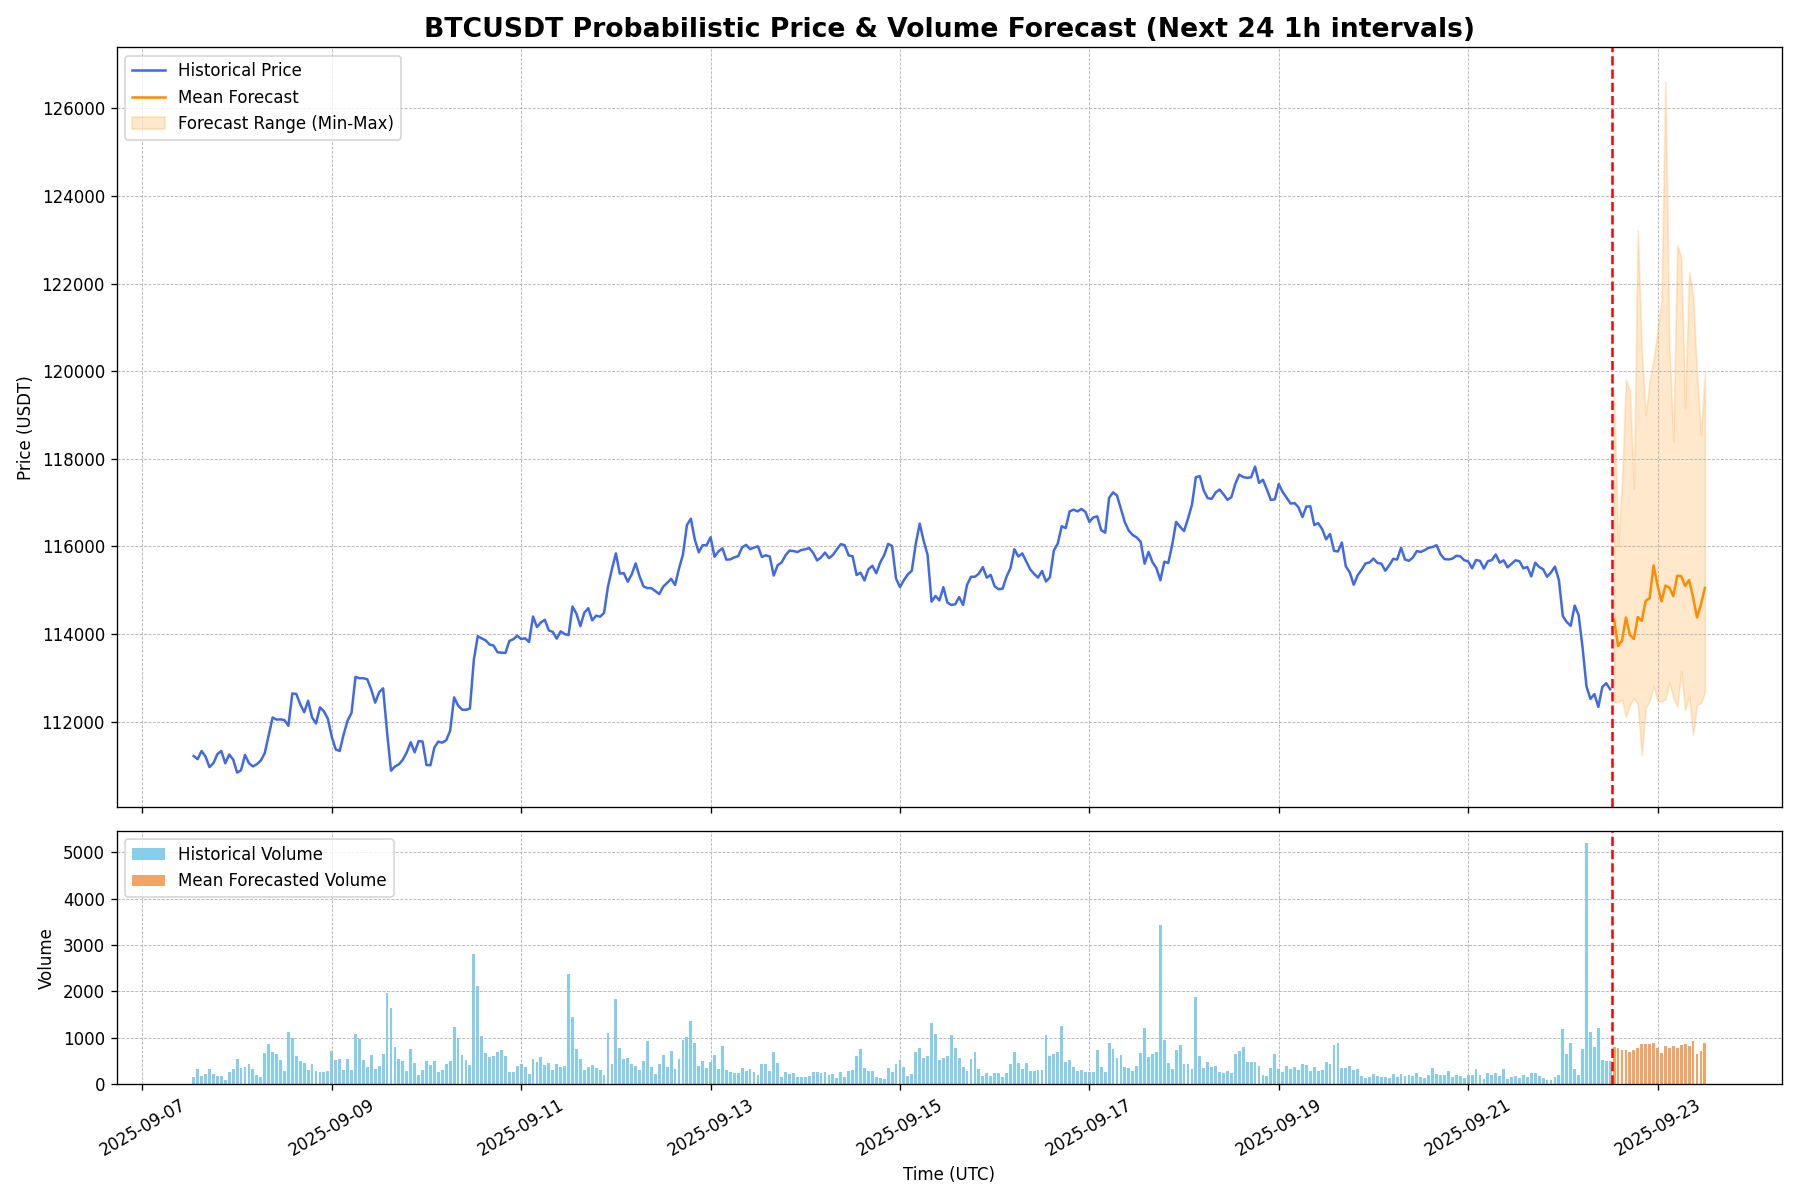 BTCUSDT Probabilistic Price & Volume Forecast (Next 24 1h intervals)
Historical Price
Mean Forecast
Forecast Range (Min-Max)
126000
124000
122000
120000
118000
116000
114000
112000
Price (USDT)
Historical Volume
Mean Forecasted Volume
5000
4000
3000
2000
1000
0
Volume
2025-09-07
2025-09-09
2025-09-11
2025-09-13
2025-09-15
2025-09-17
2025-09-19
2025-09-21
2025-09-23
Time (UTC)